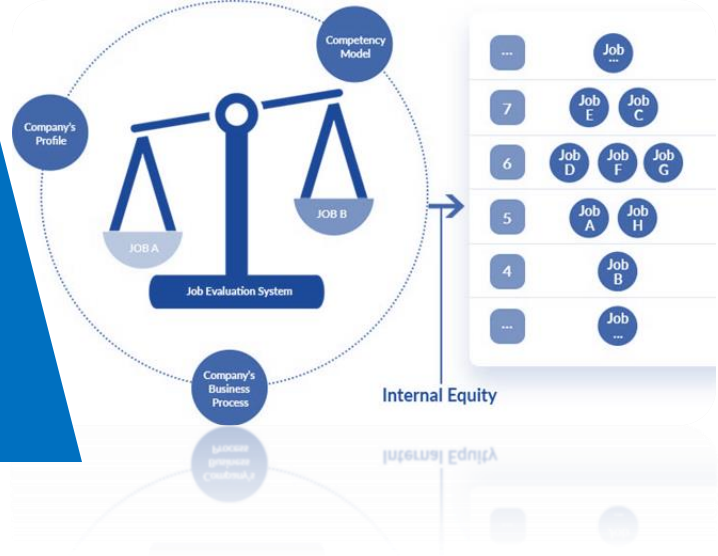 Competency
Model
Company's
Profile
JOB A
JOB B
Job Evaluation System
Company's
Business
Process
Internal Equity
...
Job
...
7
Job
E
Job
C
6
Job
D
Job
F
Job
G
5
Job
A
Job
H
4
Job
B
...
Job
...